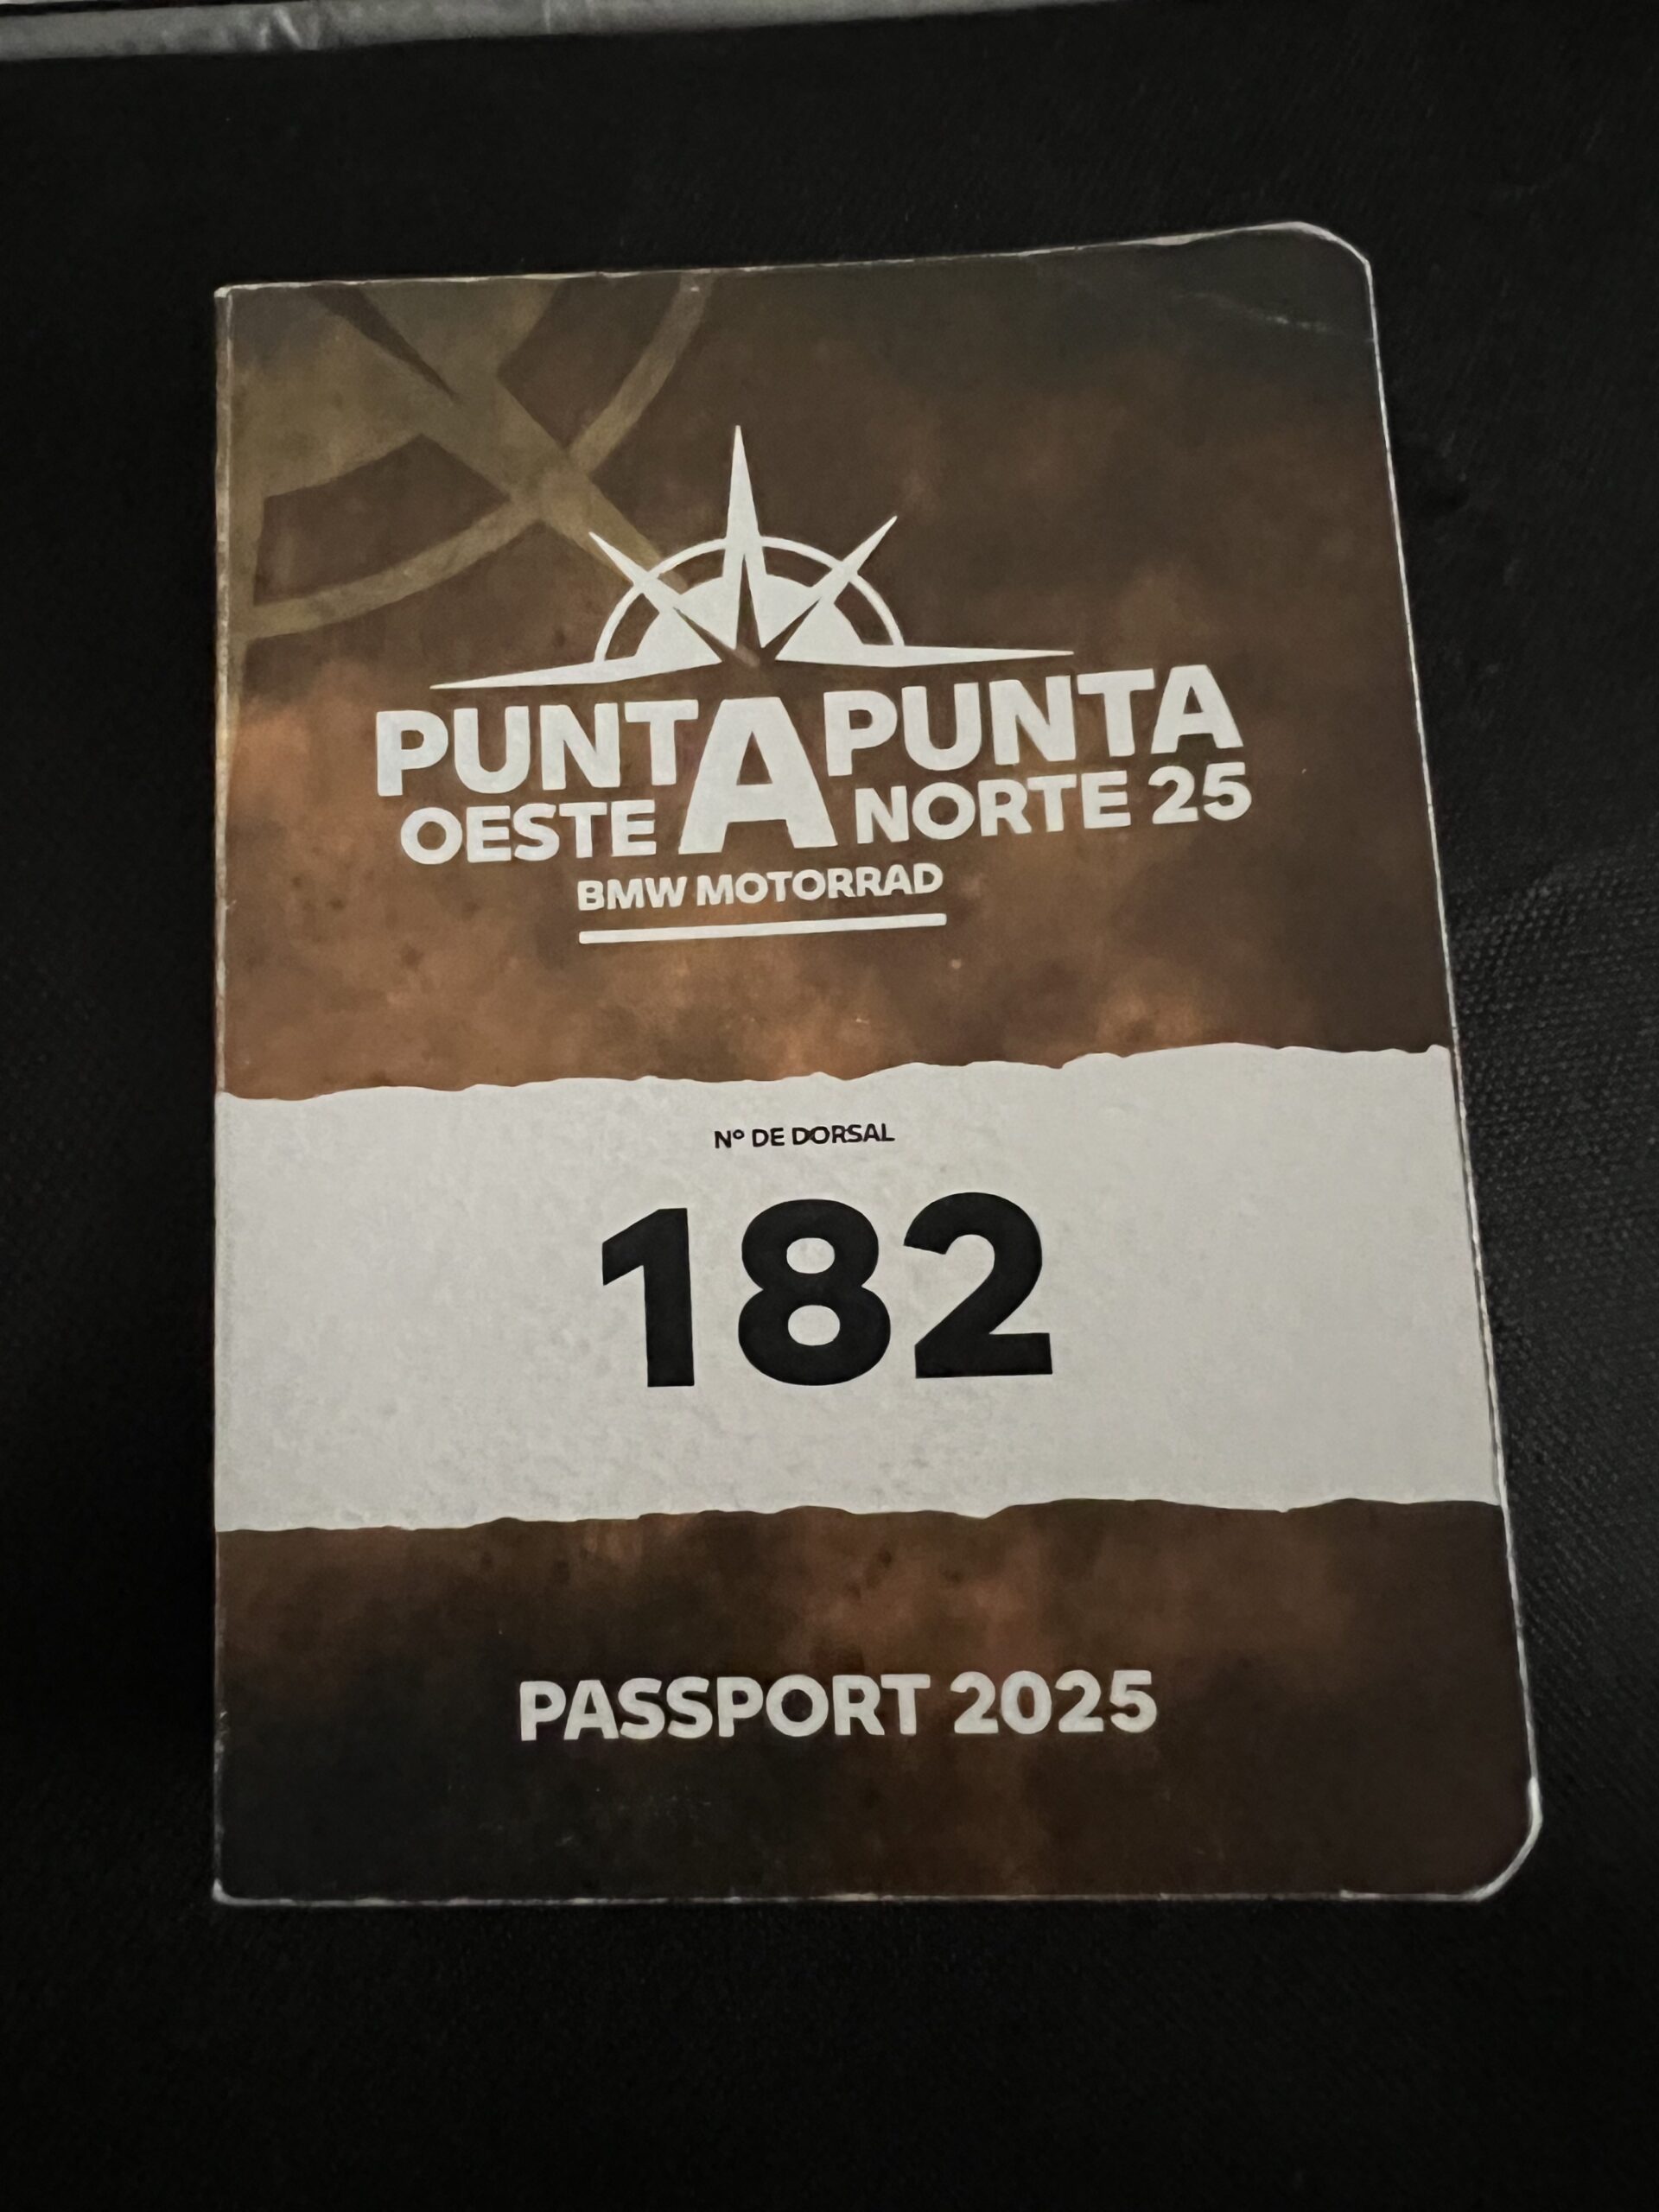 PUNTA A PUNTA
OESTE NORTE 25
BMW MOTORRAD
Nº DE DORSAL
182
PASSPORT 2025